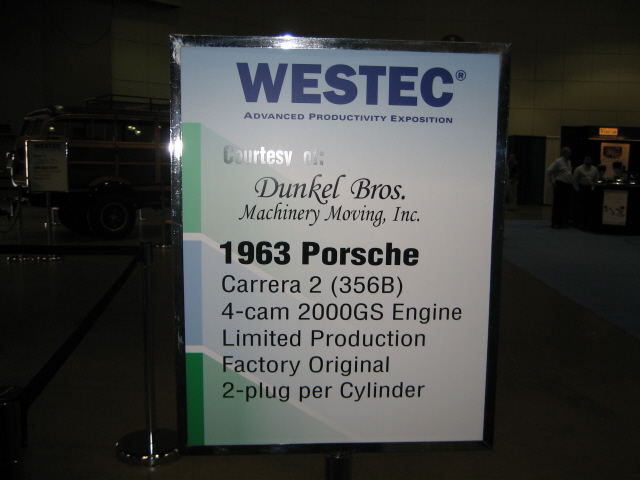 WESTEC®
ADVANCED PRODUCTIVITY EXPOSITION
Courtesy of:
Dunkel Bros.
Machinery Moving, Inc.
1963 Porsche
Carrera 2 (356B)
4-cam 2000GS Engine
Limited Production
Factory Original
2-plug per Cylinder